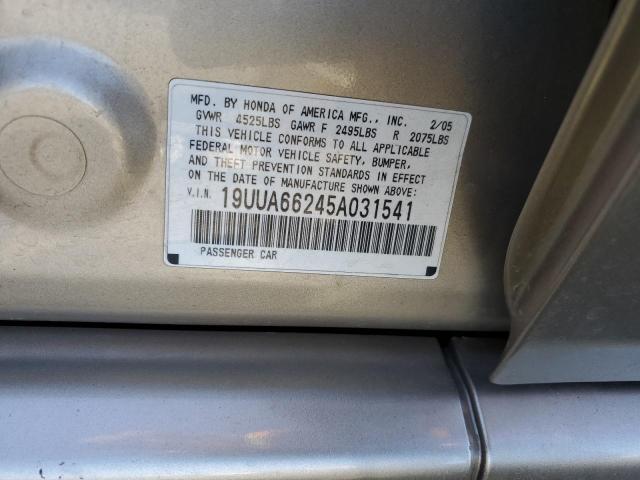 MFD. BY HONDA OF AMERICA MFG., INC. 2/05
GVWR 4525LBS GAWR F 2495LBS R 2075LBS
THIS VEHICLE CONFORMS TO ALL APPLICABLE
FEDERAL MOTOR VEHICLE SAFETY, BUMPER,
AND THEFT PREVENTION STANDARDS IN EFFECT
ON THE DATE OF MANUFACTURE SHOWN ABOVE:
V.I.N. 19UUA66245A031541
PASSENGER CAR